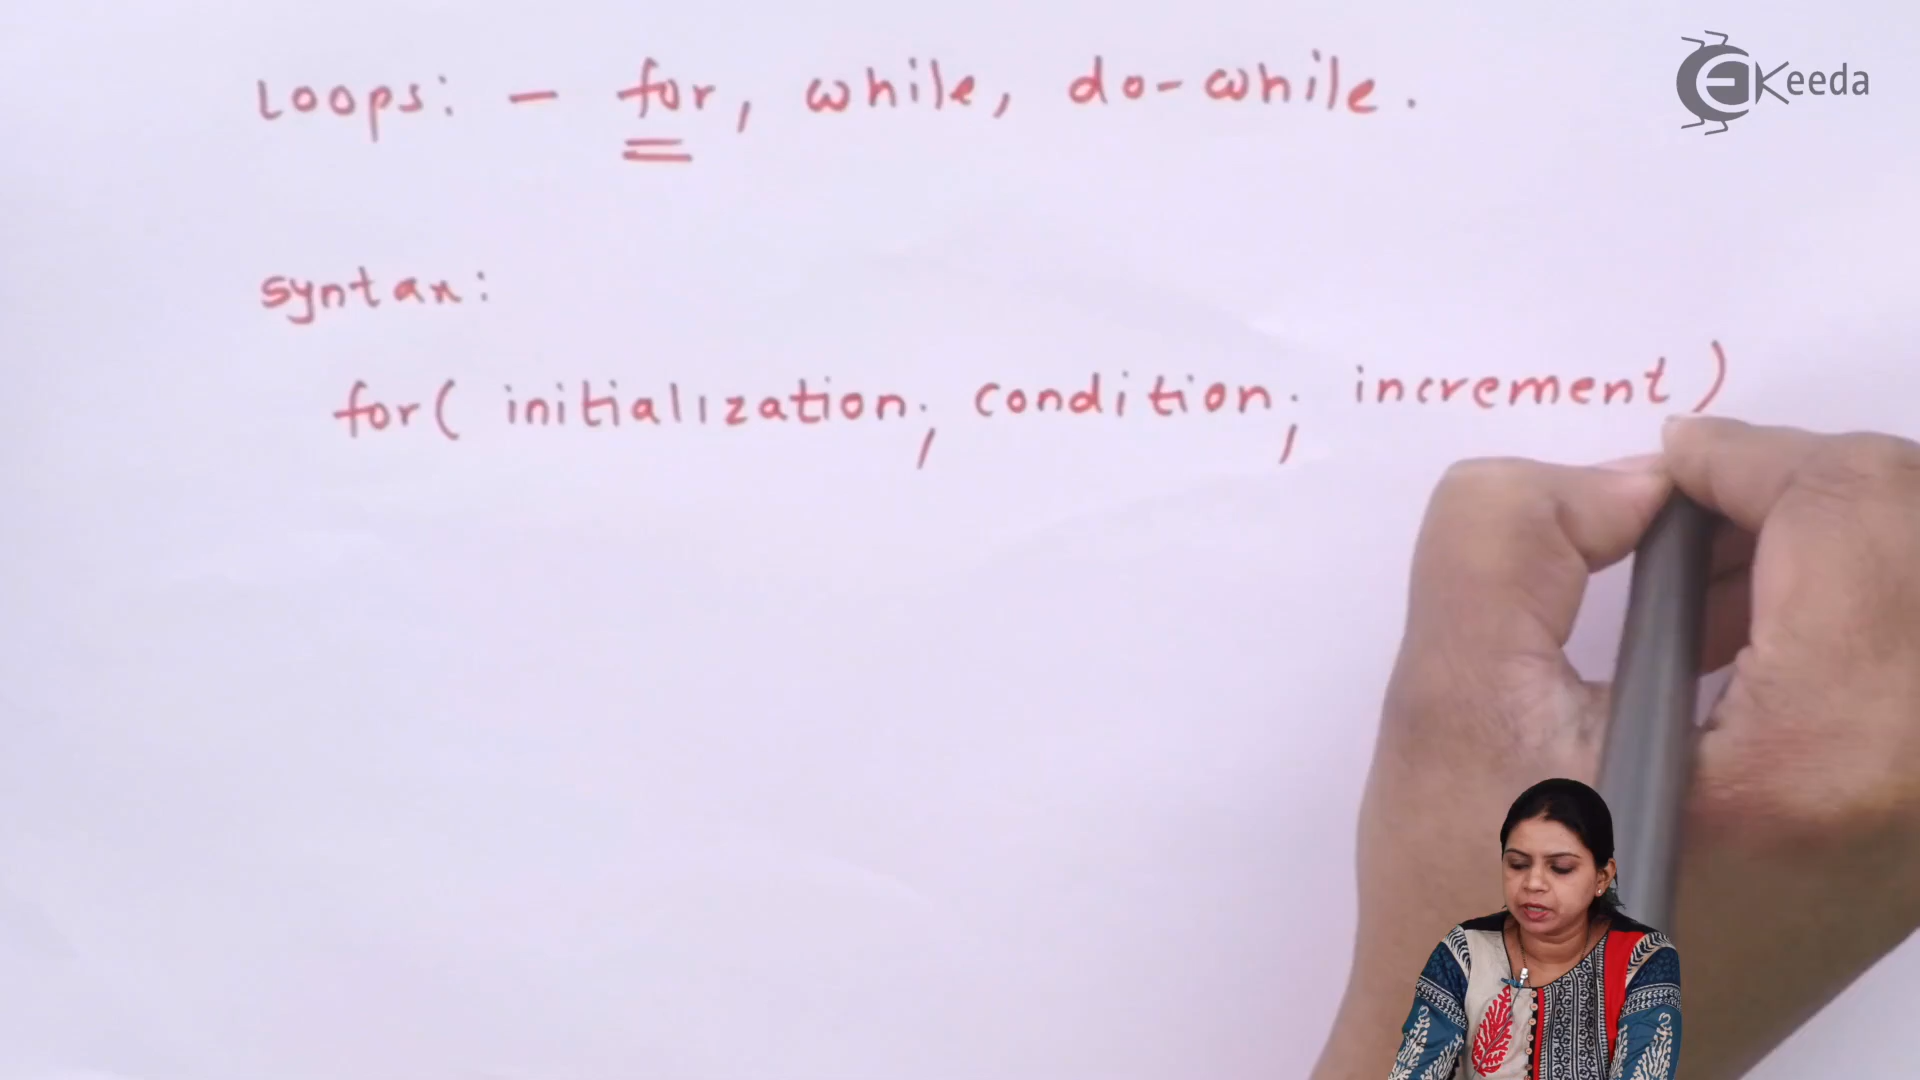 Loops: - for, while, do-while.
EKeeda
syntax:
for( initialization; condition; increment )